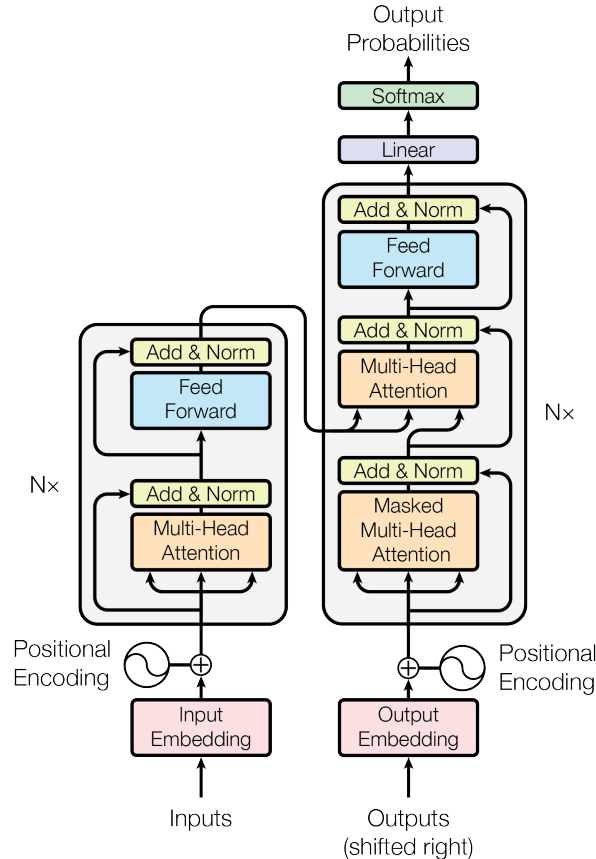 Output
Probabilities
Softmax
Linear
Add & Norm
Feed
Forward
Add & Norm
Multi-Head
Attention
Add & Norm
Masked
Multi-Head
Attention
N×
Add & Norm
Feed
Forward
Add & Norm
Multi-Head
Attention
N×
Positional
Encoding
Positional
Encoding
Input
Embedding
Output
Embedding
Inputs
Outputs
(shifted right)